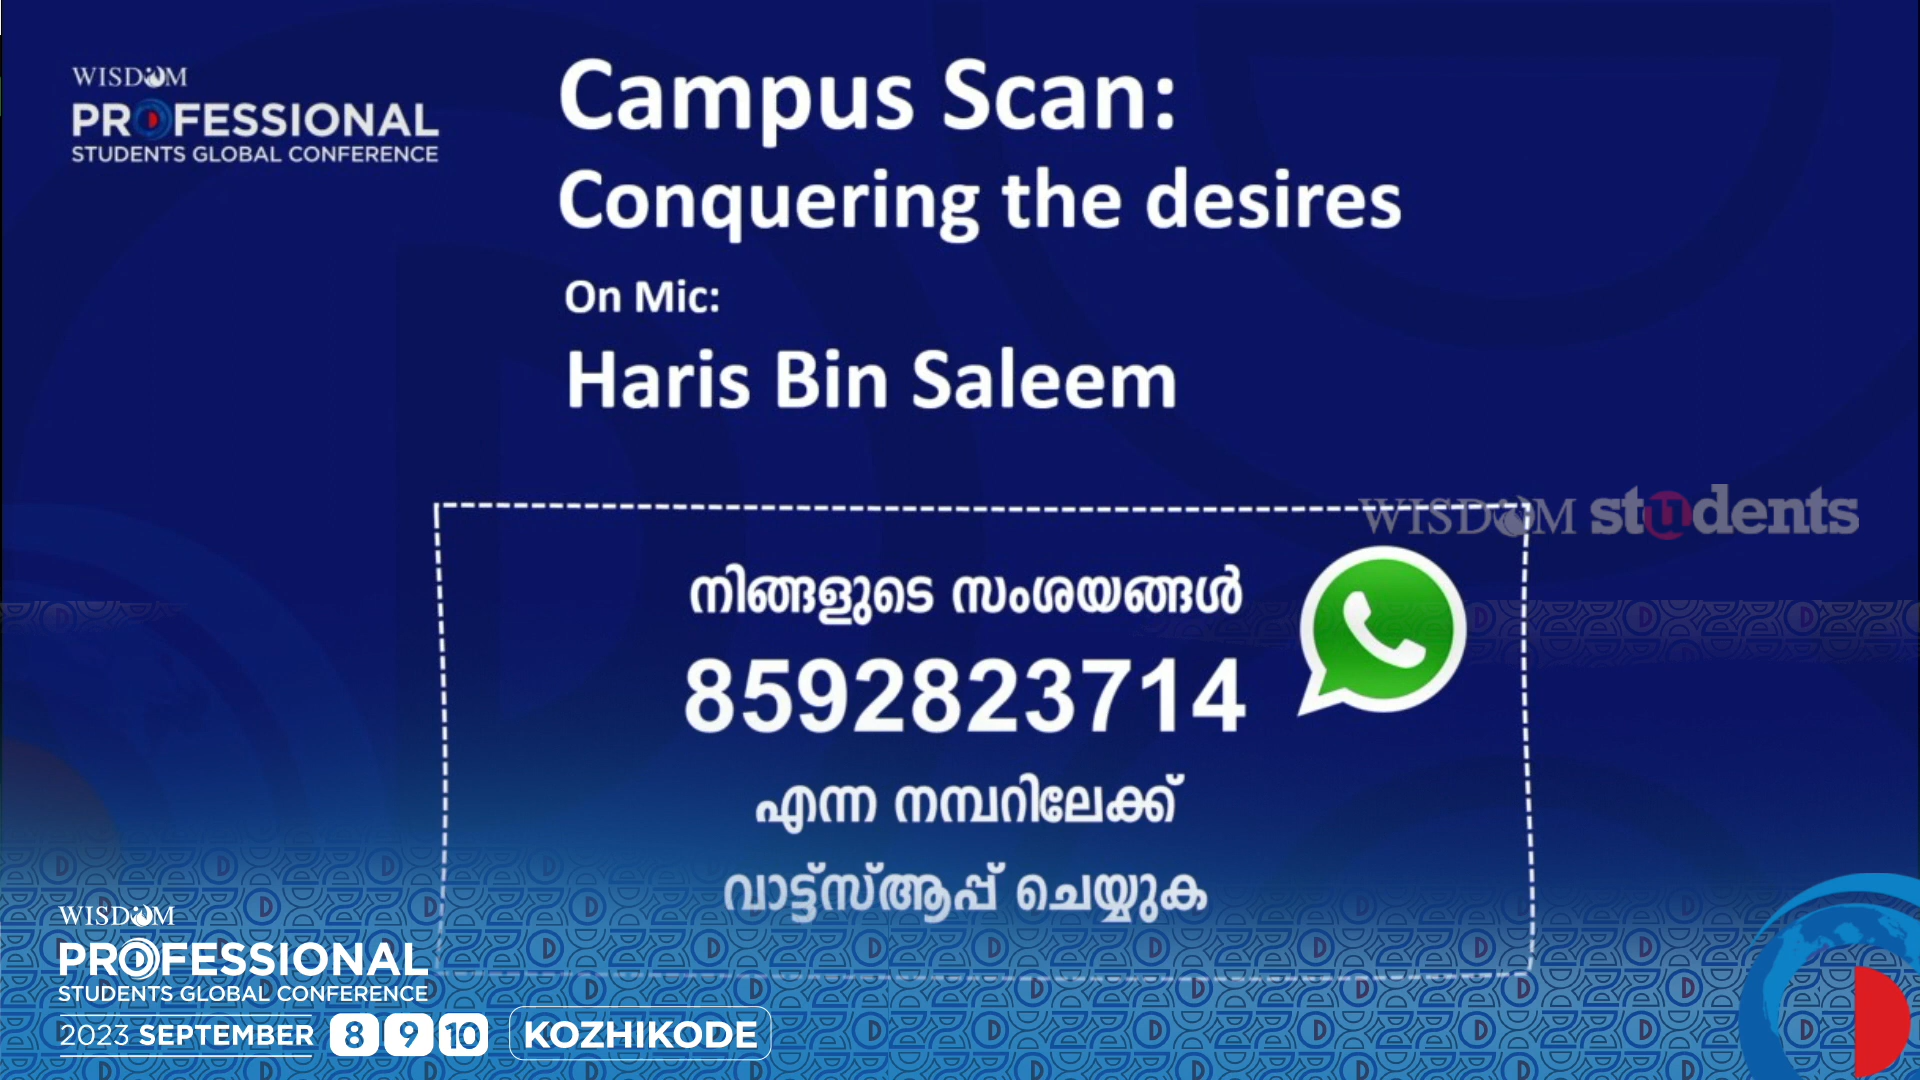 WISDOM
PROFESSIONAL
STUDENTS GLOBAL CONFERENCE
Campus Scan:
Conquering the desires
On Mic:
Haris Bin Saleem
WISDOM students
നിങ്ങളുടെ സംശയങ്ങൾ
8592823714
എന്ന നമ്പറിലേക്ക്
വാട്ട്സ്ആപ്പ് ചെയ്യുക
WISDOM
PROFESSIONAL
STUDENTS GLOBAL CONFERENCE
2023 SEPTEMBER 8 9 10 KOZHIKODE